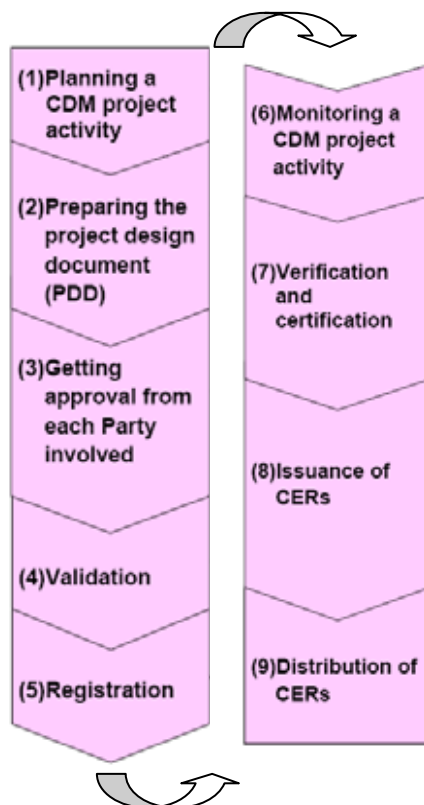 (1)Planning a
CDM project
activity
(2)Preparing the
project design
document
(PDD)
(3)Getting
approval from
each Party
involved
(4)Validation
(5)Registration
(6)Monitoring a
CDM project
activity
(7)Verification
and
certification
(8)Issuance of
CERs
(9)Distribution of
CERs